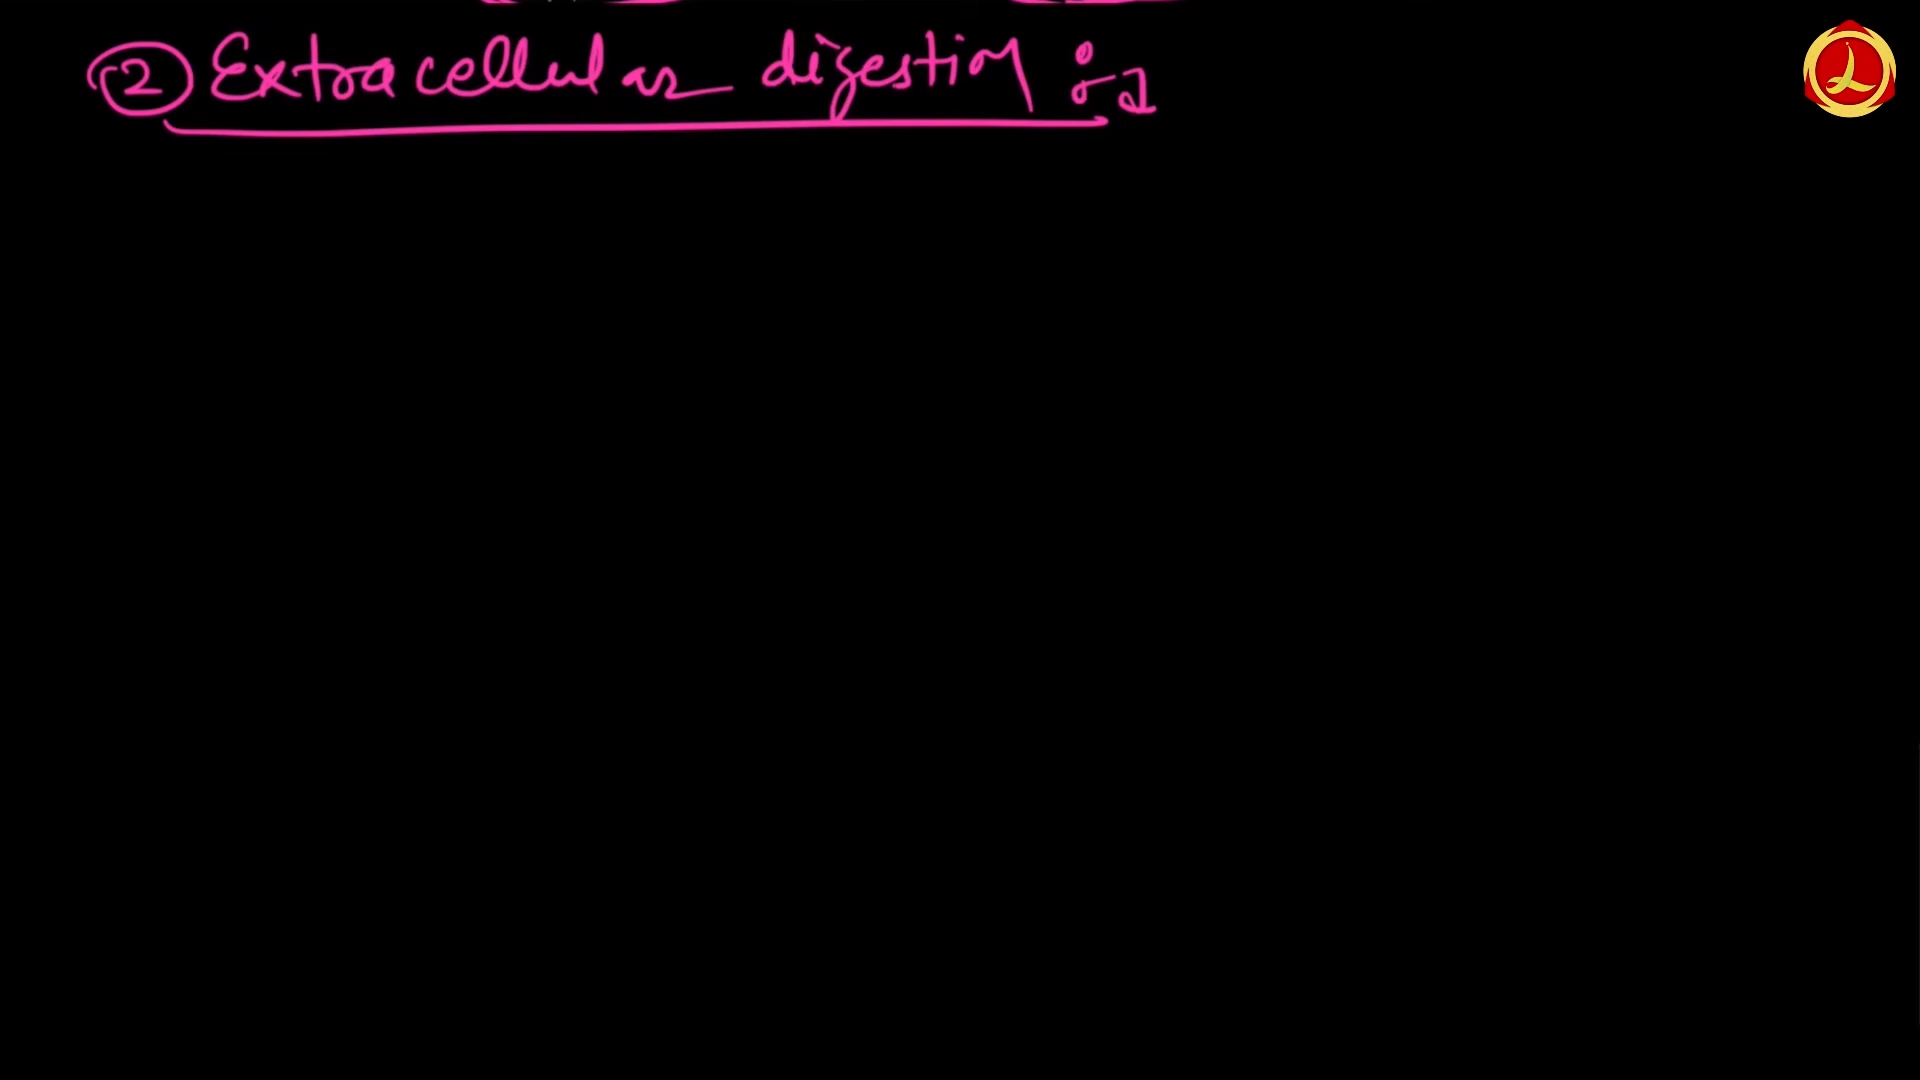 ② Extracellular digestion :-